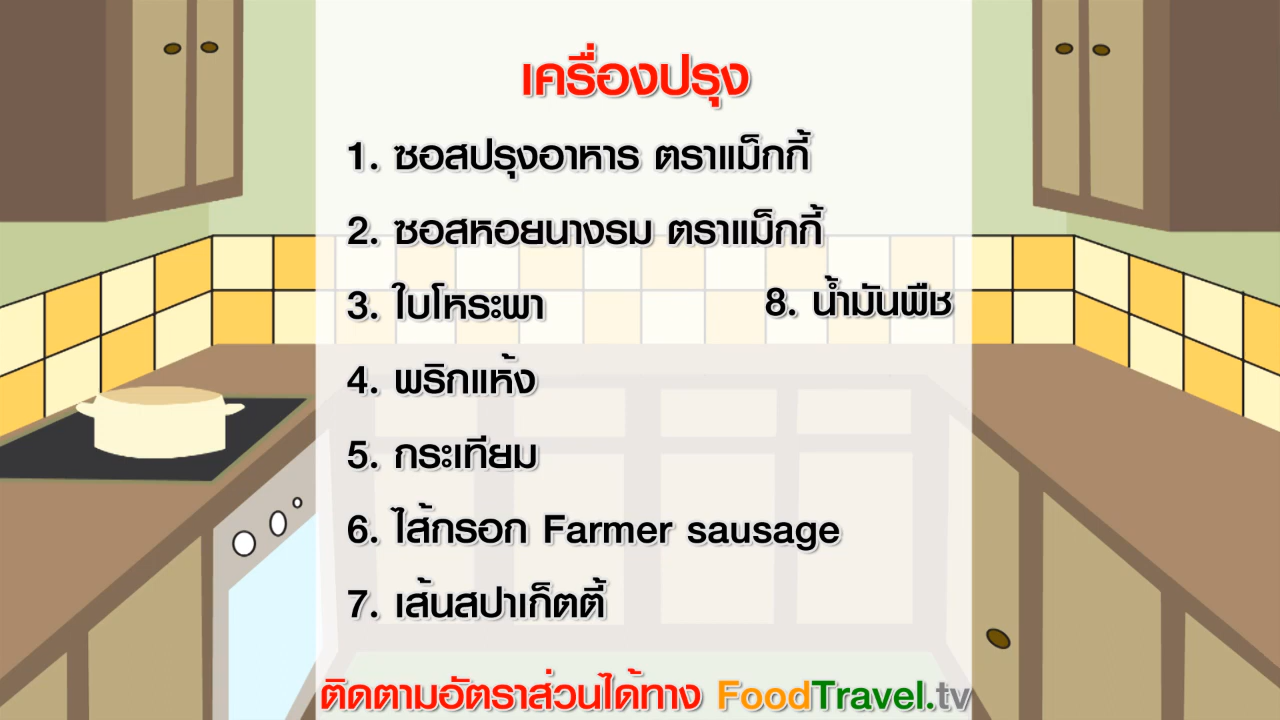 เครื่องปรุง
1. ซอสปรุงอาหาร ตราแม็กกี้
2. ซอสหอยนางรม ตราแม็กกี้
3. ใบโหระพา
4. พริกแห้ง
5. กระเทียม
6. ไส้กรอก Farmer sausage
7. เส้นสปาเก็ตตี้
8. น้ำมันพืช
ติดตามอัตราส่วนได้ทาง FoodTravel.tv